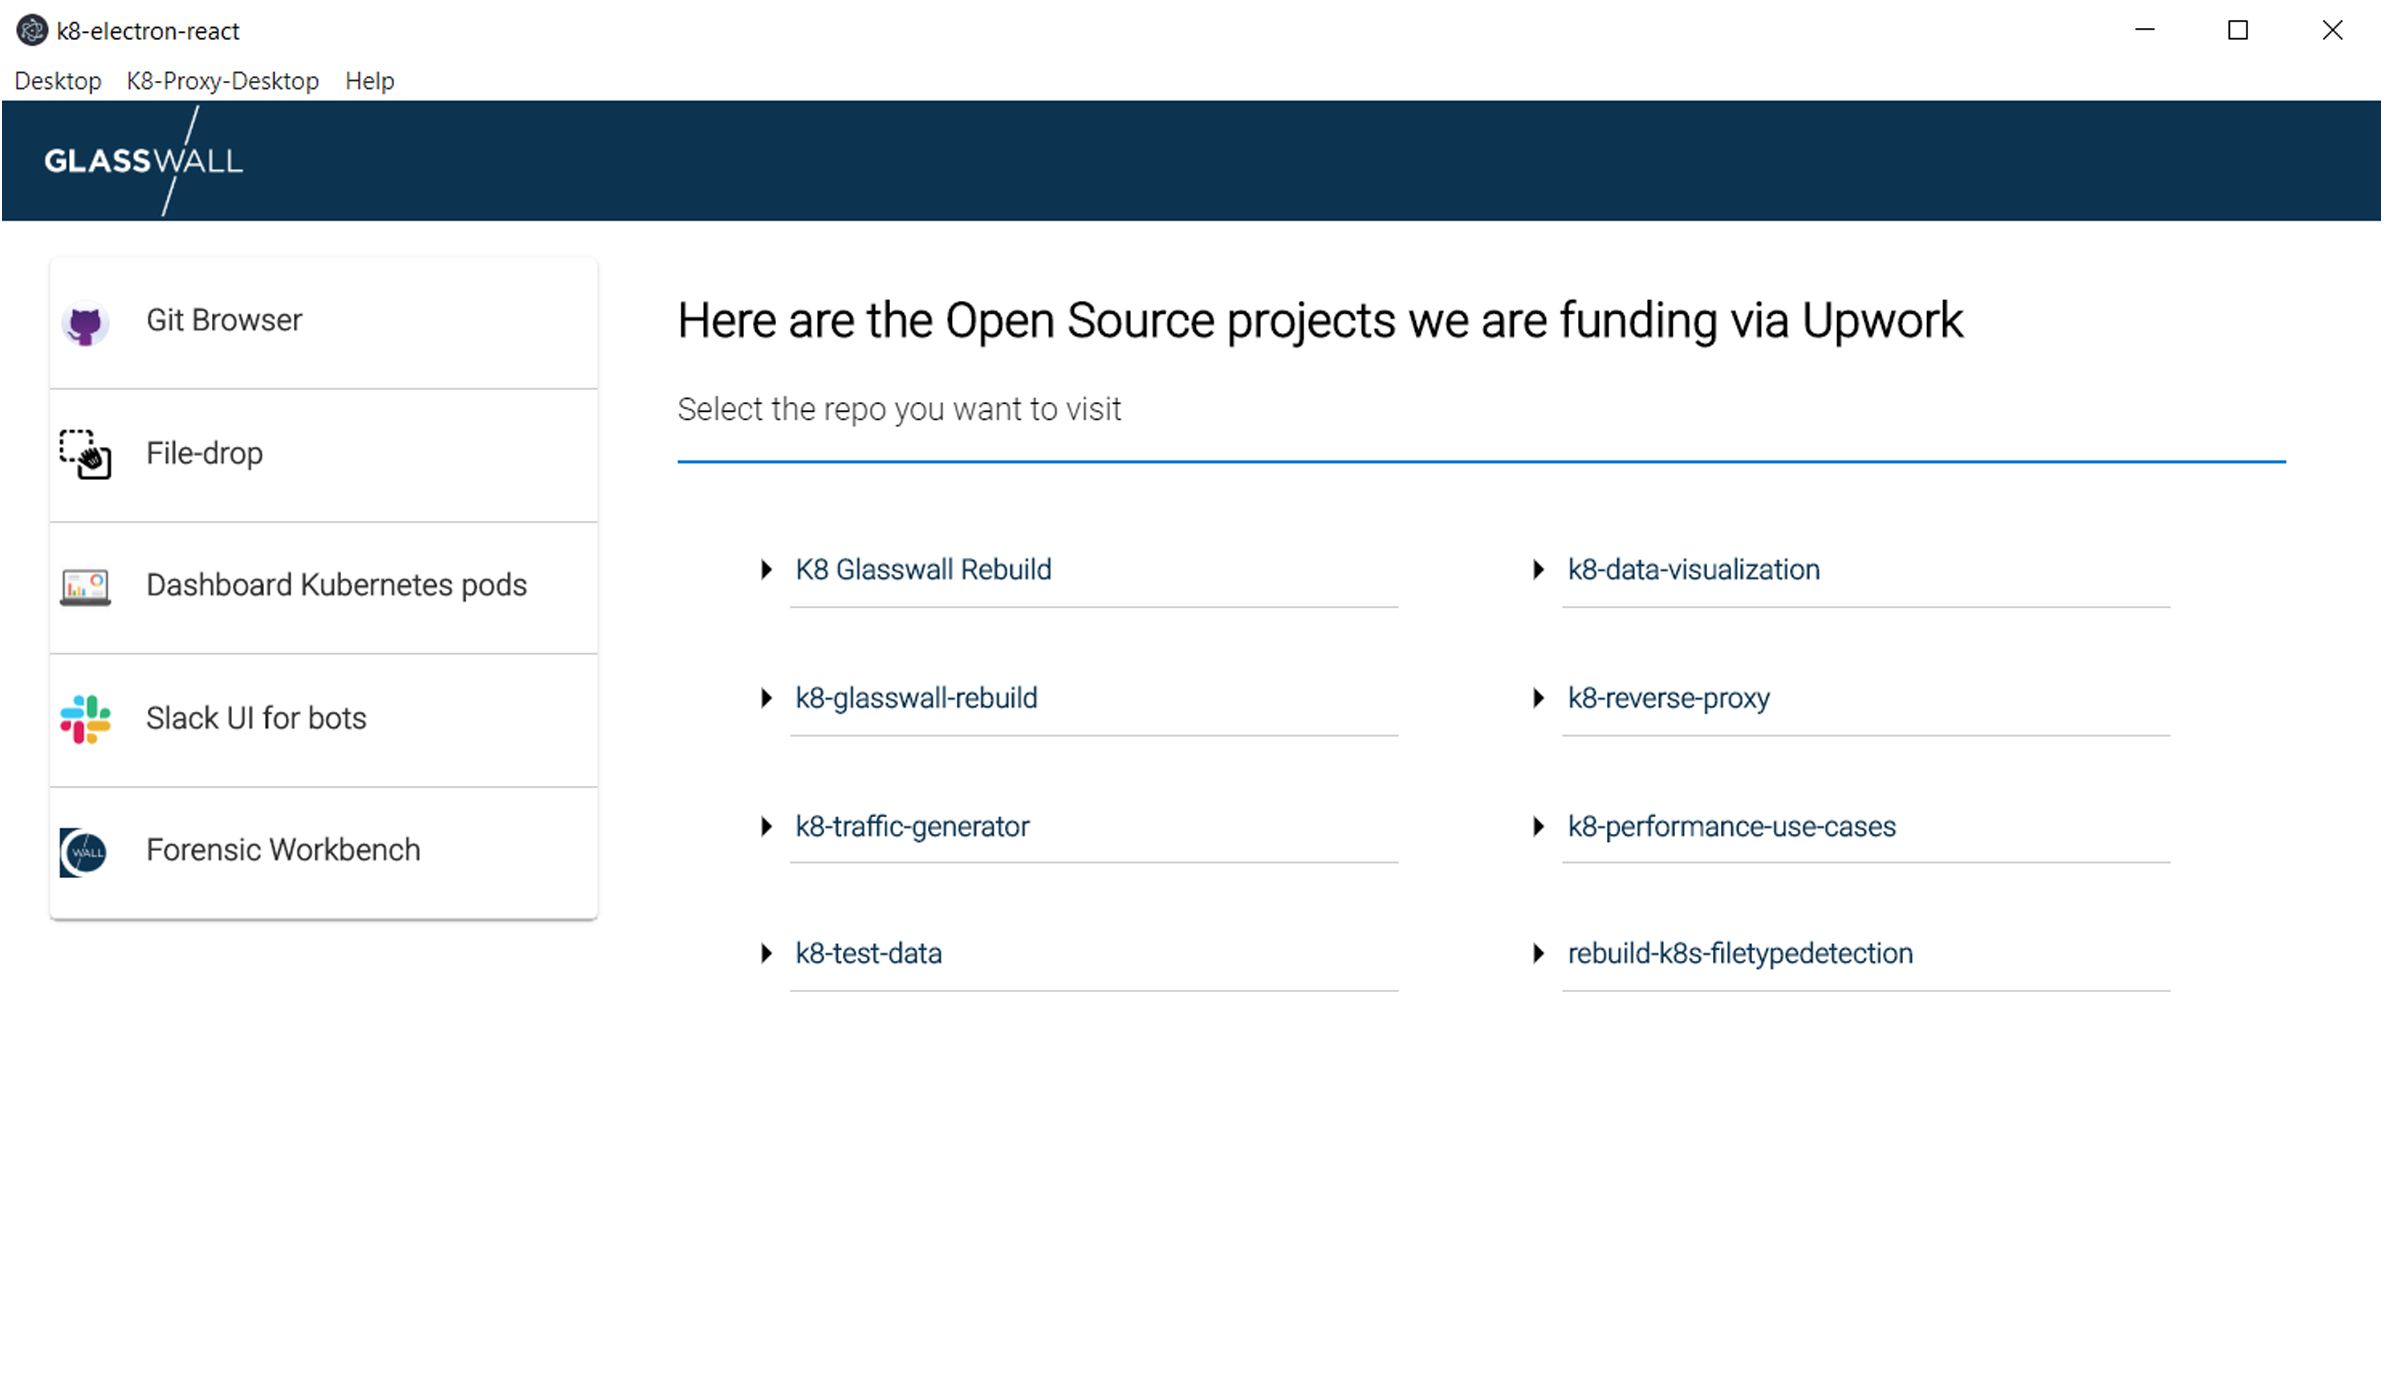 k8-electron-react
Desktop K8-Proxy-Desktop Help
GLASSWALL
Git Browser
File-drop
Dashboard Kubernetes pods
Slack UI for bots
WALL
Forensic Workbench
Here are the Open Source projects we are funding via Upwork
Select the repo you want to visit
K8 Glasswall Rebuild
k8-data-visualization
k8-glasswall-rebuild
k8-reverse-proxy
k8-traffic-generator
k8-performance-use-cases
k8-test-data
rebuild-k8s-filetypedetection